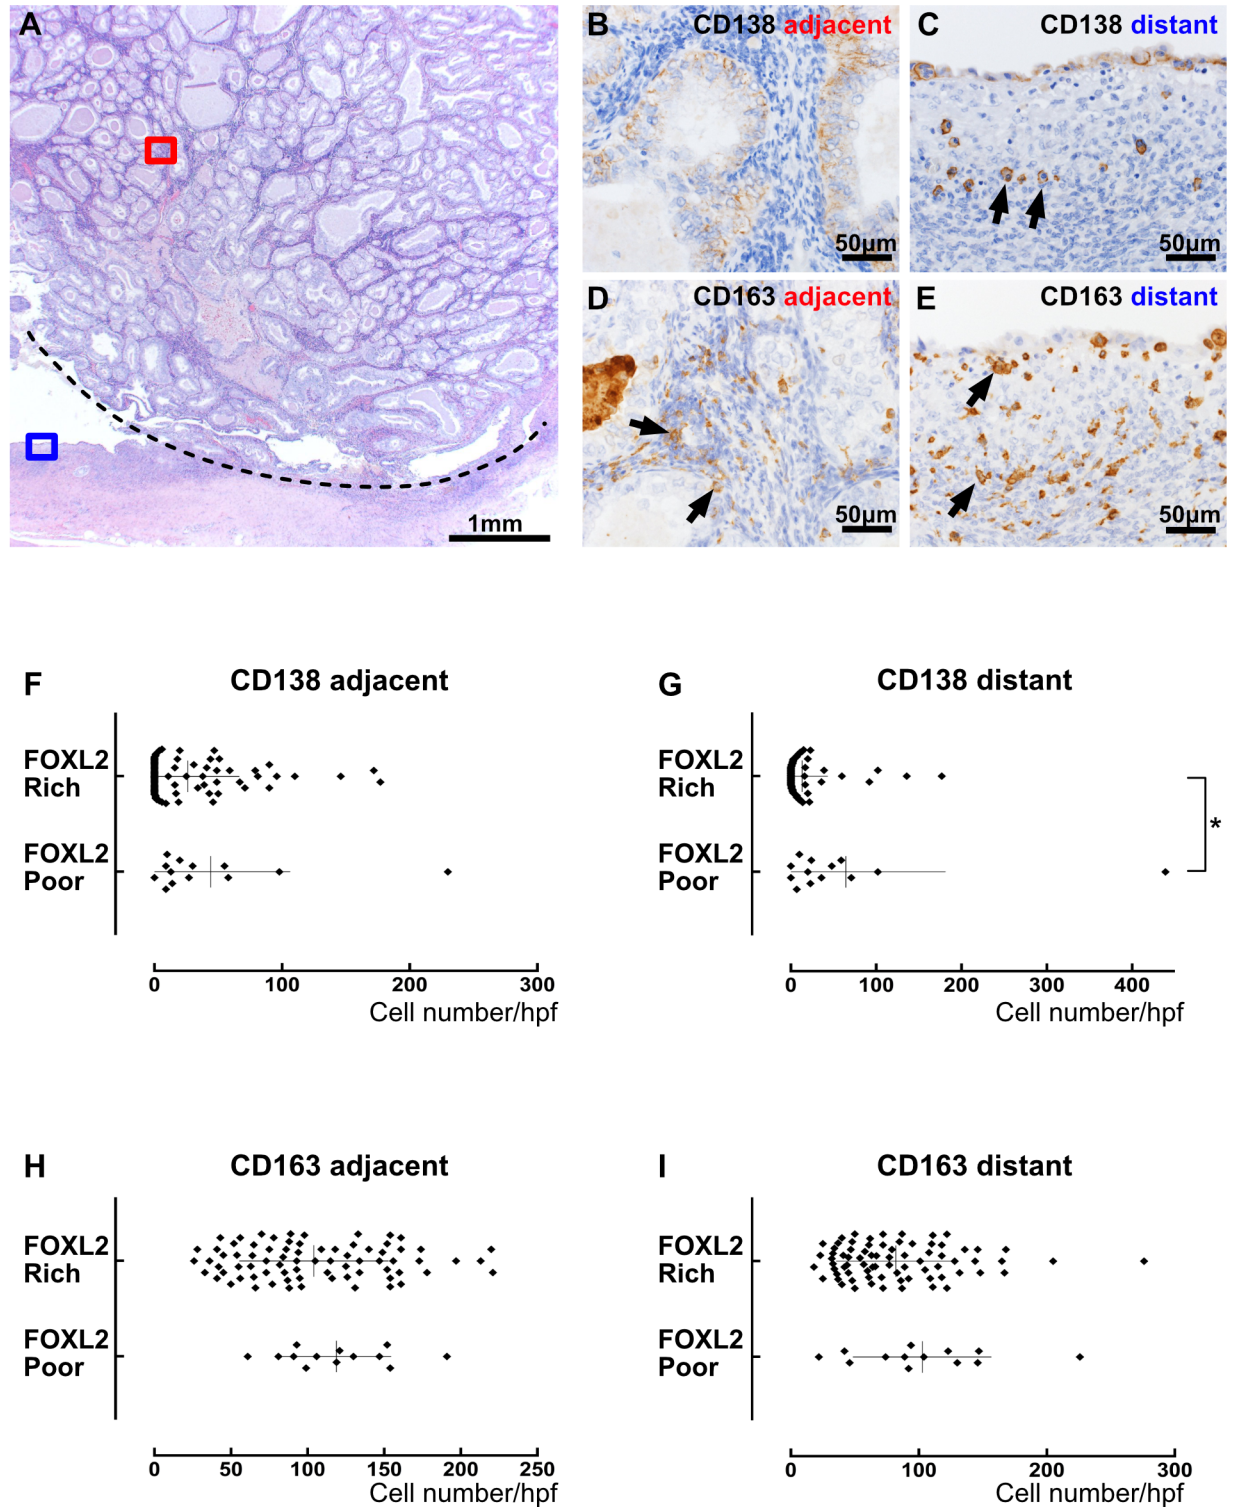 A
1mm
B CD138 adjacent
50μm
C CD138 distant
50μm
D CD163 adjacent
50μm
E CD163 distant
50μm
F CD138 adjacent
FOXL2
Rich
FOXL2
Poor
0 100 200 300
Cell number/hpf
G CD138 distant
FOXL2
Rich
FOXL2
Poor
*
0 100 200 300 400
Cell number/hpf
H CD163 adjacent
FOXL2
Rich
FOXL2
Poor
0 50 100 150 200 250
Cell number/hpf
I CD163 distant
FOXL2
Rich
FOXL2
Poor
0 100 200 300
Cell number/hpf